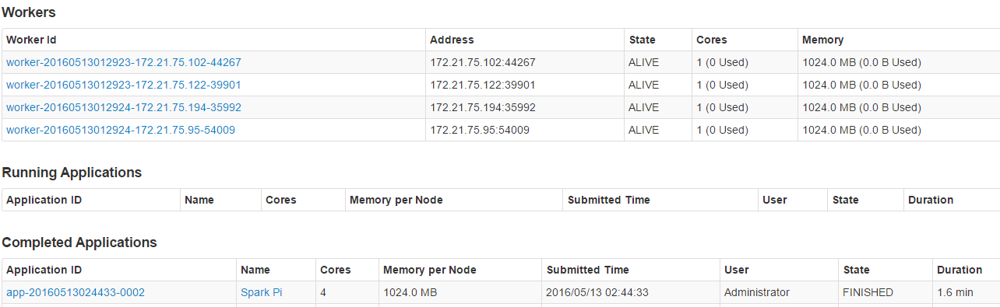 Workers
Worker Id Address State Cores Memory
worker-20160513012923-172.21.75.102-44267 172.21.75.102:44267 ALIVE 1 (0 Used) 1024.0 MB (0.0 B Used)
worker-20160513012923-172.21.75.122-39901 172.21.75.122:39901 ALIVE 1 (0 Used) 1024.0 MB (0.0 B Used)
worker-20160513012924-172.21.75.194-35992 172.21.75.194:35992 ALIVE 1 (0 Used) 1024.0 MB (0.0 B Used)
worker-20160513012924-172.21.75.95-54009 172.21.75.95:54009 ALIVE 1 (0 Used) 1024.0 MB (0.0 B Used)
Running Applications
Application ID Name Cores Memory per Node Submitted Time User State Duration
Completed Applications
Application ID Name Cores Memory per Node Submitted Time User State Duration
app-20160513024433-0002 Spark Pi 4 1024.0 MB 2016/05/13 02:44:33 Administrator FINISHED 1.6 min